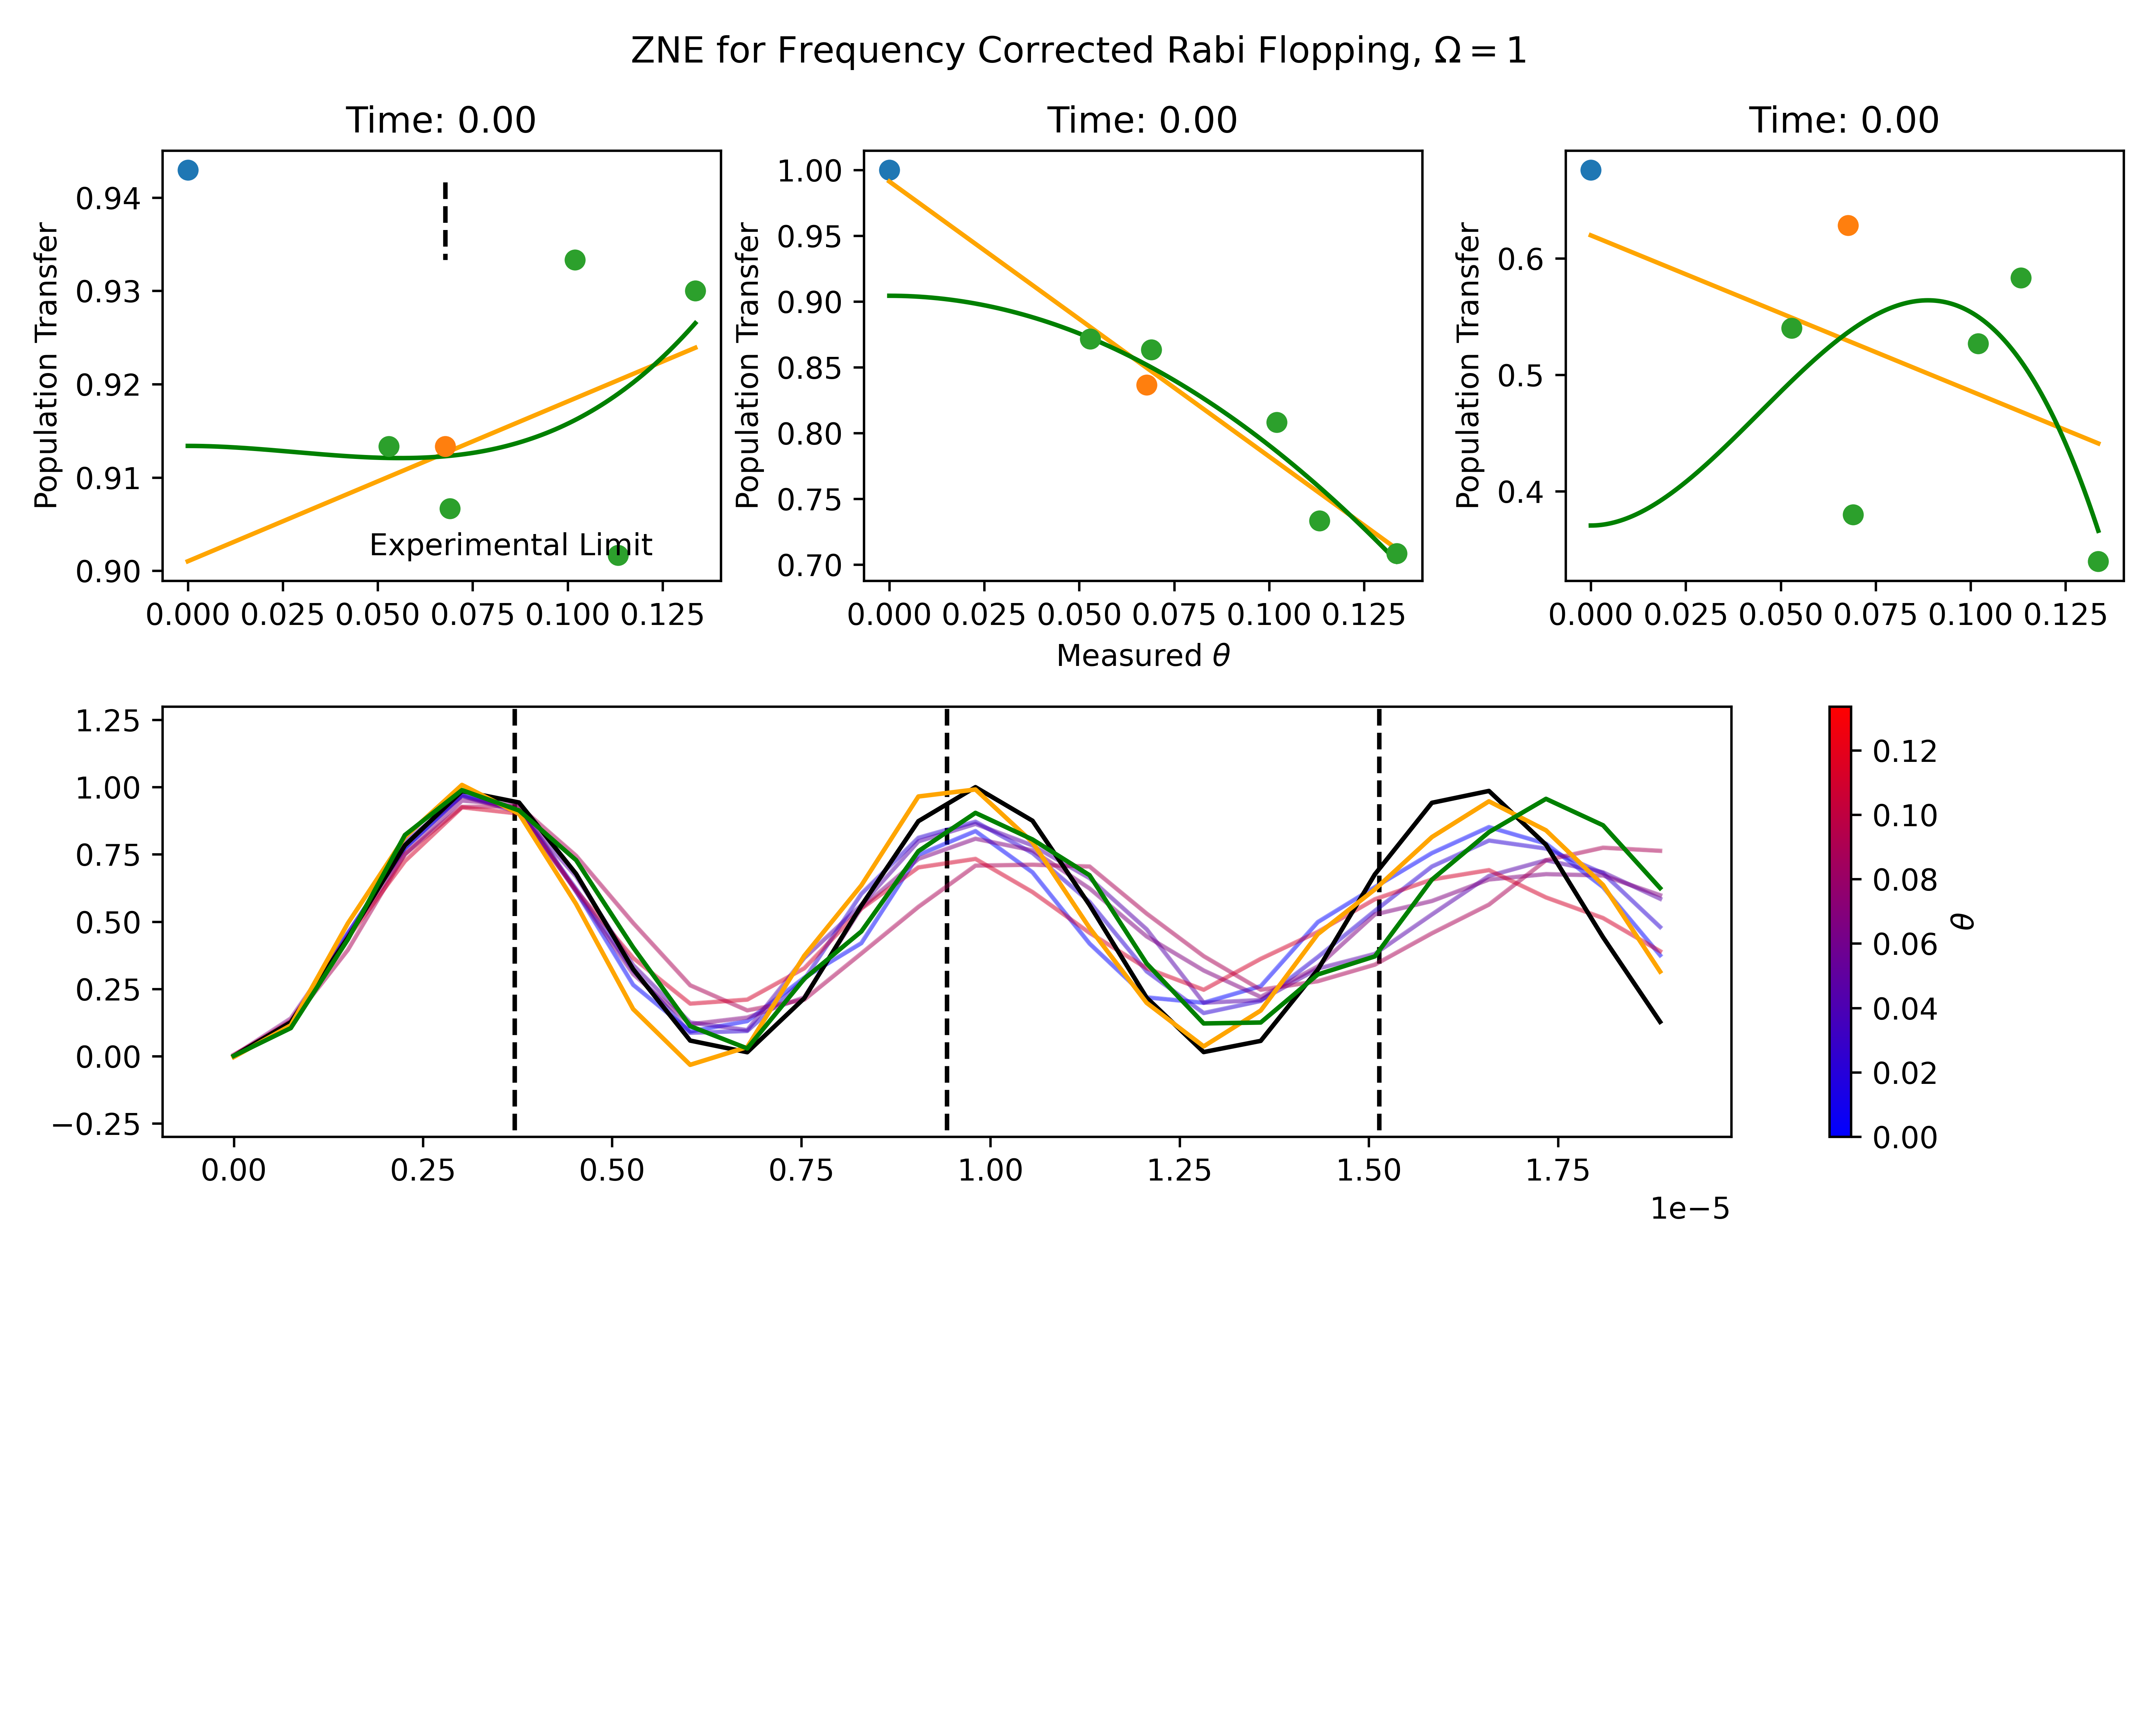 ZNE for Frequency Corrected Rabi Flopping, Ω = 1
Time: 0.00
Time: 0.00
Time: 0.00
Population Transfer
0.94
0.93
0.92
0.91
0.90
Experimental Limit
0.000 0.025 0.050 0.075 0.100 0.125
Population Transfer
1.00
0.95
0.90
0.85
0.80
0.75
0.70
0.000 0.025 0.050 0.075 0.100 0.125
Measured θ
Population Transfer
0.6
0.5
0.4
0.000 0.025 0.050 0.075 0.100 0.125
1.25
1.00
0.75
0.50
0.25
0.00
−0.25
0.00 0.25 0.50 0.75 1.00 1.25 1.50 1.75
1e−5
0.12
0.10
0.08
0.06
0.04
0.02
0.00
θ